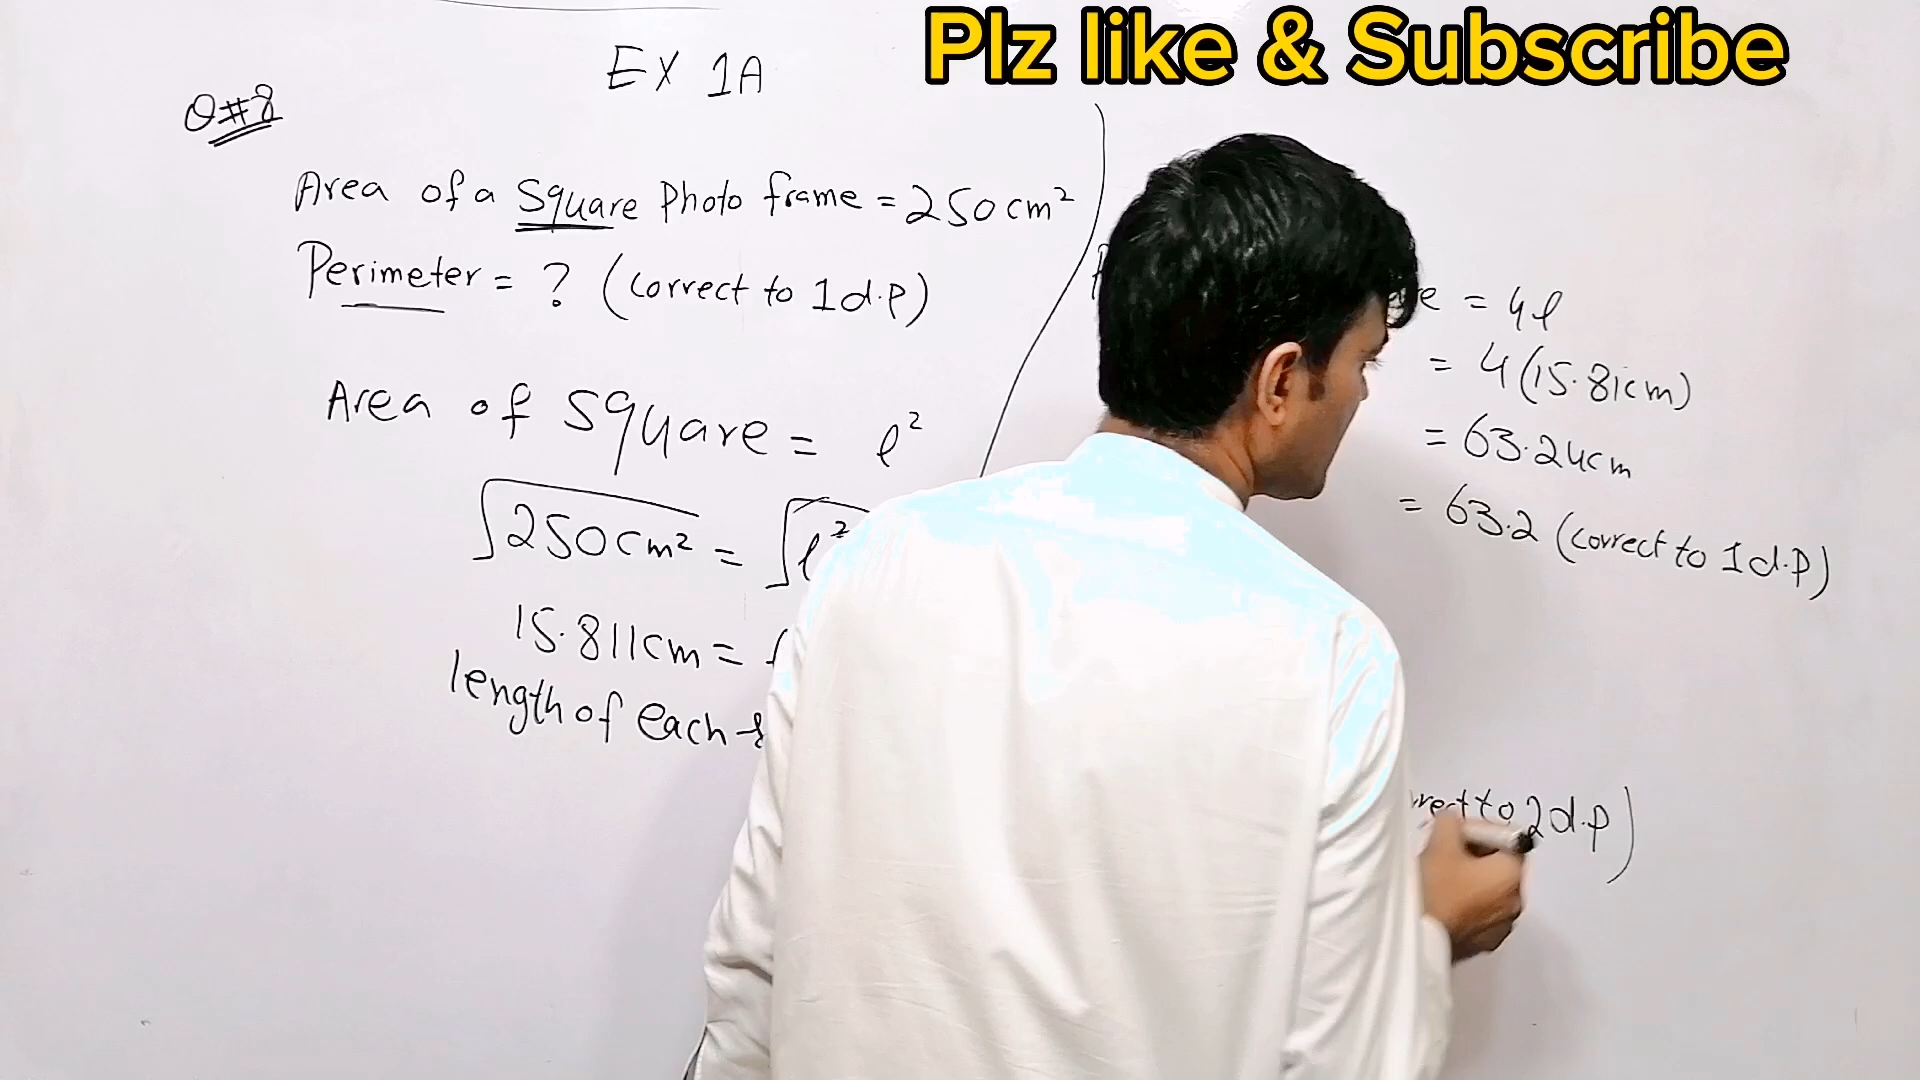 Plz like & Subscribe
EX 1A
Q#8
Area of a Square Photo frame = 250cm²
Perimeter = ? (correct to 1d.p)
Area of Square = l²
√250cm² = √l²
15.811cm =
length of each
= 4l
= 4(15.81cm)
= 63.24cm
= 63.2 (correct to 1d.p)
to 2d.p)